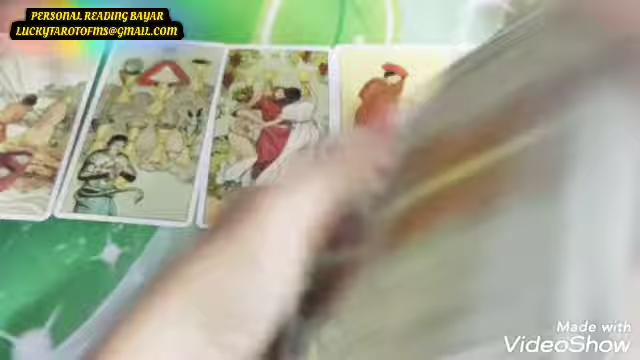 PERSONAL READING BAYAR
LUCKYTAROTOFMS@GMAIL.COM
Made with
VideoShow